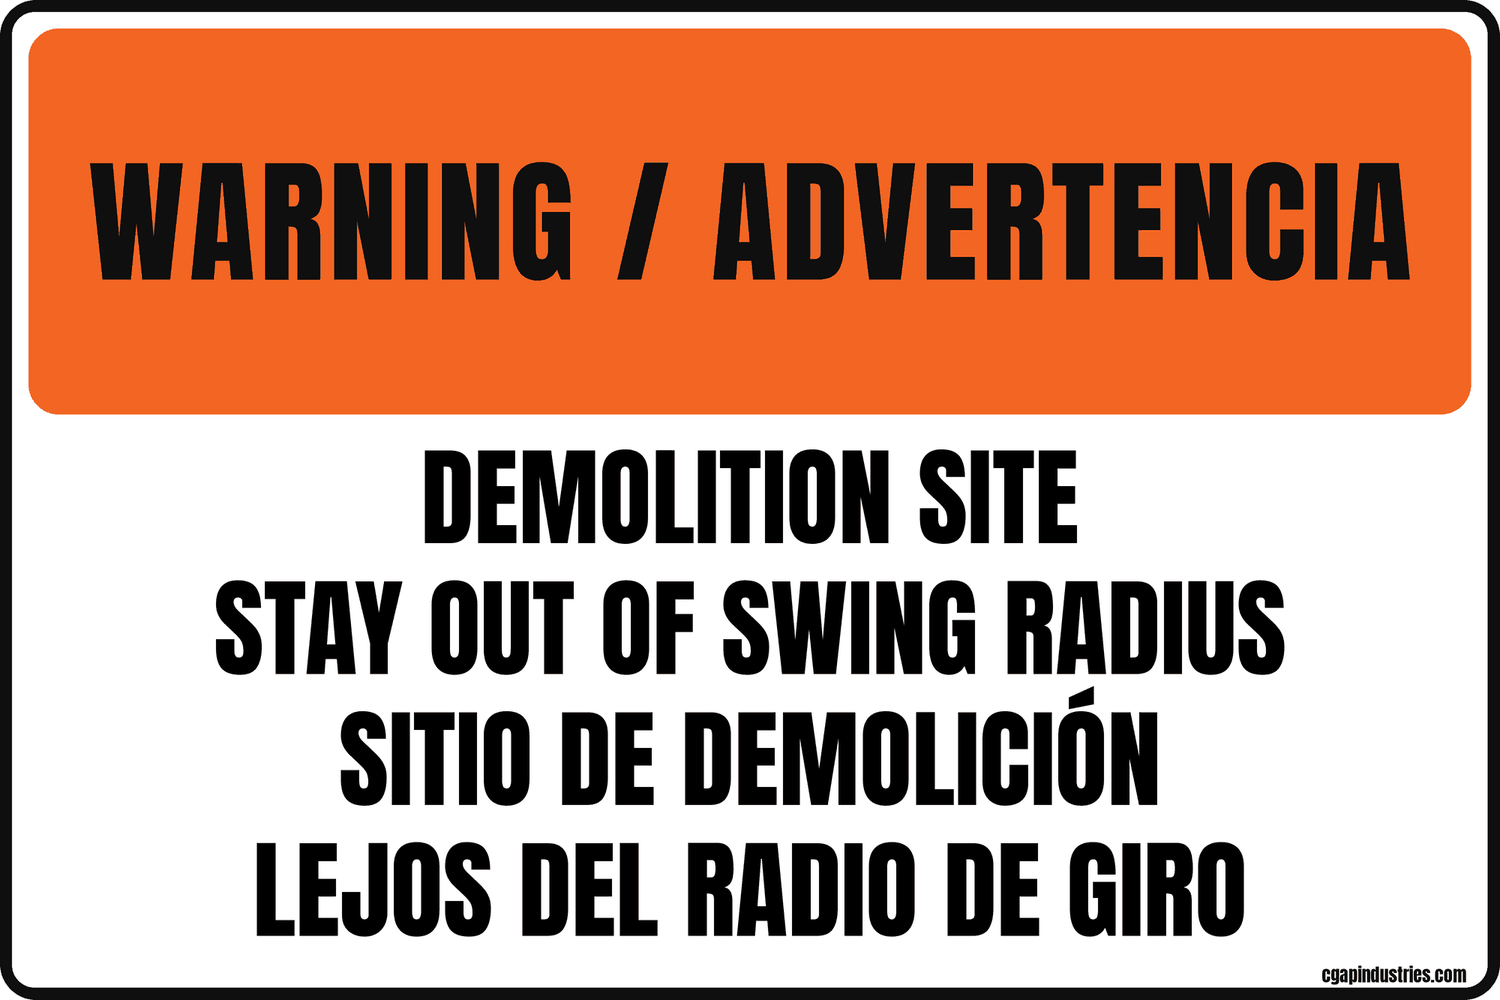 WARNING / ADVERTENCIA
DEMOLITION SITE
STAY OUT OF SWING RADIUS
SITIO DE DEMOLICIÓN
LEJOS DEL RADIO DE GIRO
cgapindustries.com